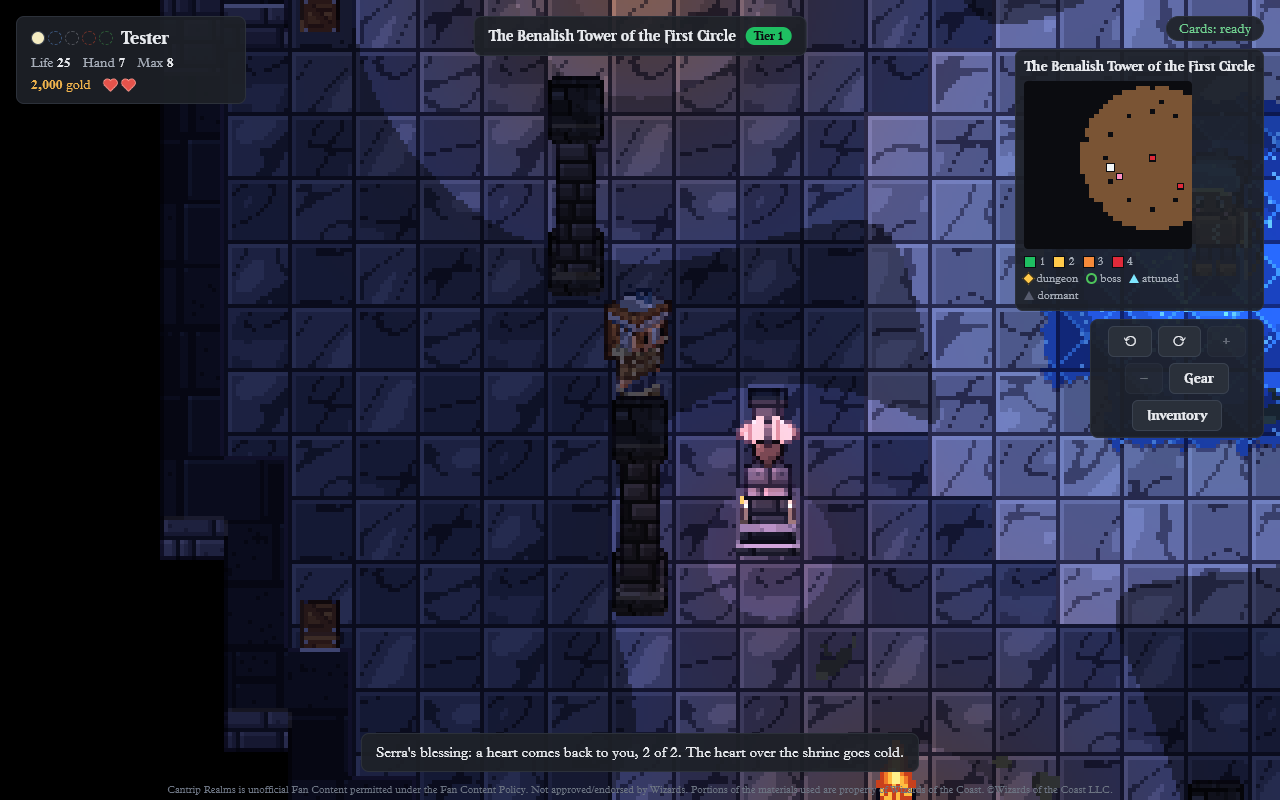 Tester
Life 25 Hand 7 Max 8
2,000 gold
The Benalish Tower of the First Circle Tier 1
Cards: ready
The Benalish Tower of the First Circle
1 2 3 4
dungeon boss attuned
dormant
+
− Gear
Inventory
Serra's blessing: a heart comes back to you, 2 of 2. The heart over the shrine goes cold.
Cantrip Realms is unofficial Fan Content permitted under the Fan Content Policy. Not approved/endorsed by Wizards. Portions of the materials used are property of Wizards of the Coast. ©Wizards of the Coast LLC.